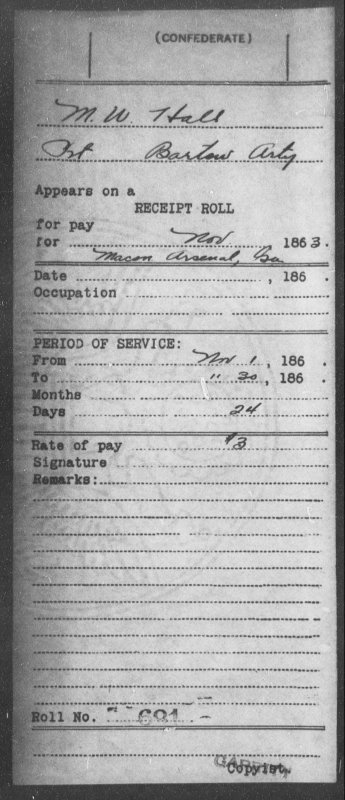 (CONFEDERATE)
M. W. Hall
Pvt Bartow Arty
Appears on a
RECEIPT ROLL
for pay
for Nov 1863.
Macon Arsenal, Ga
Date , 186 .
Occupation
PERIOD OF SERVICE:
From Nov 1, 186 .
To " 30, 186 .
Months
Days 24
Rate of pay $3
Signature
Remarks:
Roll No. 691
Copyist.